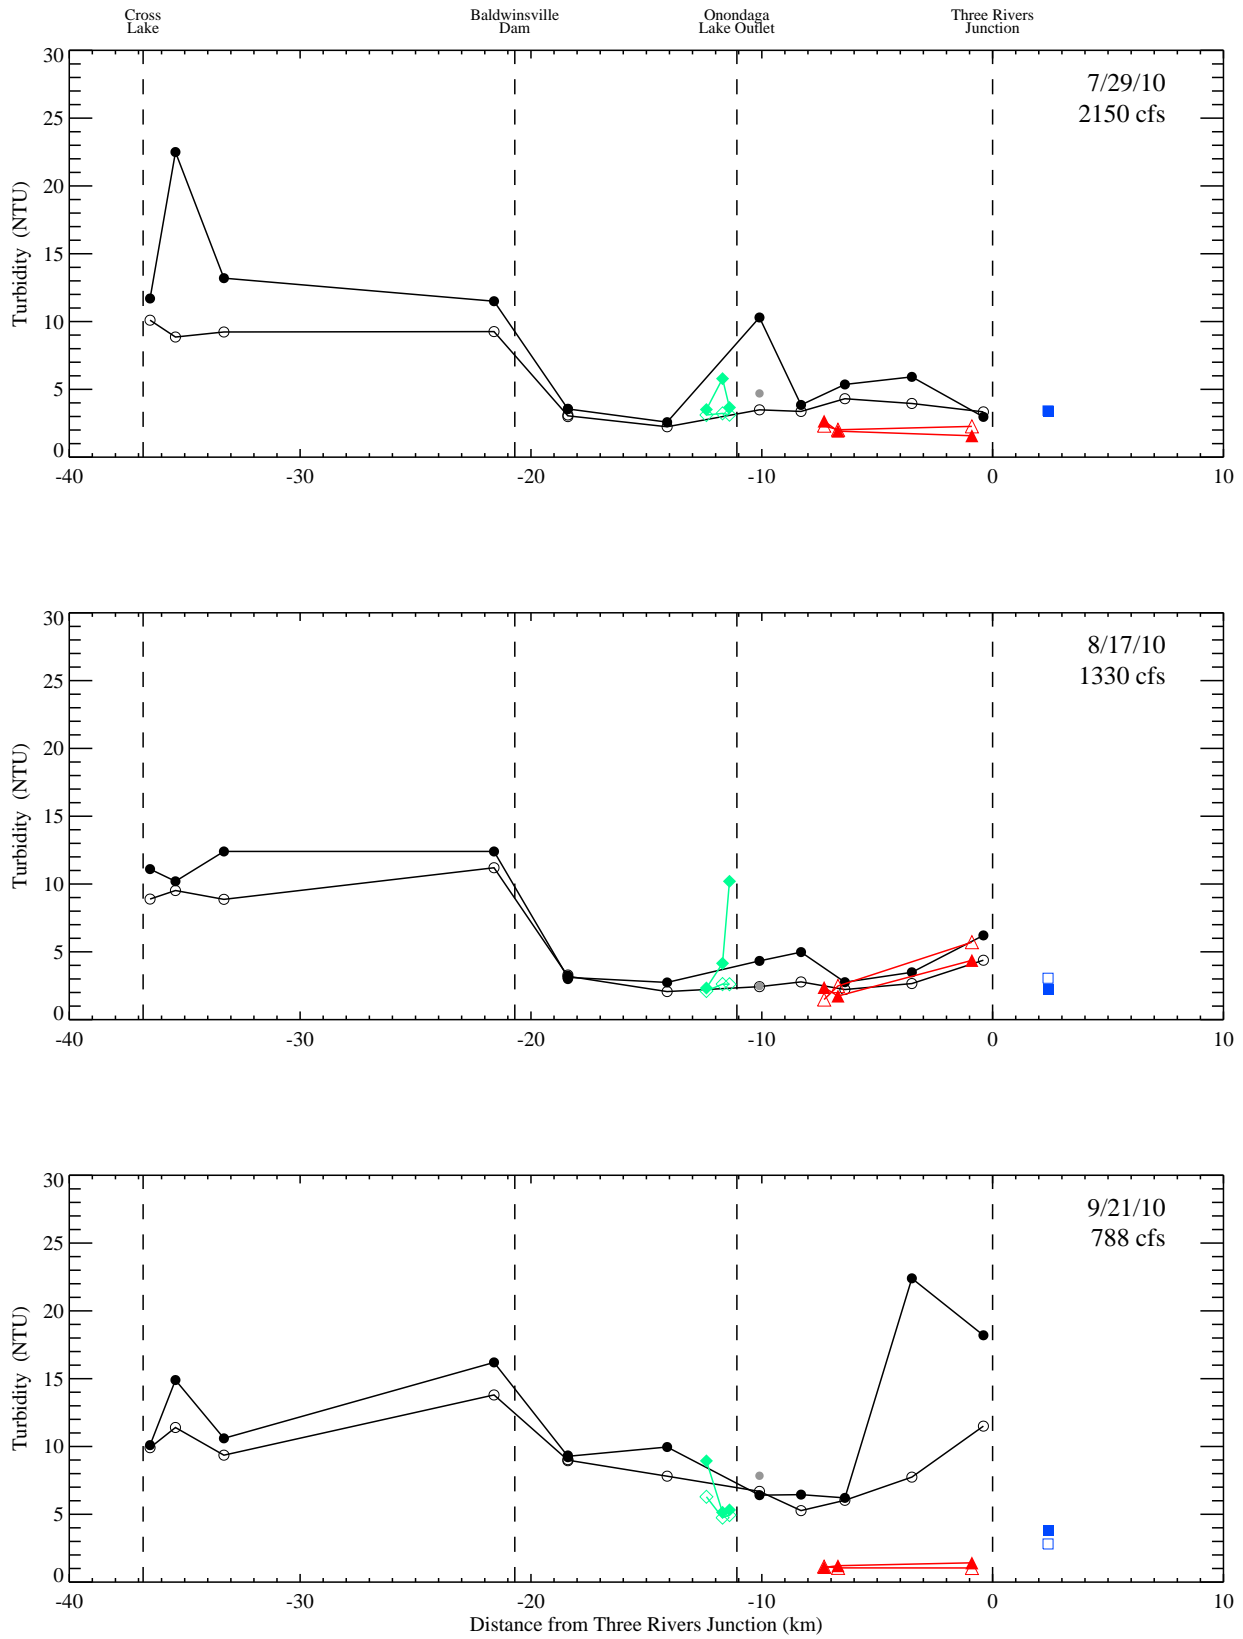 Cross
Lake
Baldwinsville
Dam
Onondaga
Lake Outlet
Three Rivers
Junction
30
25
20
15
10
5
0
Turbidity (NTU)
7/29/10
2150 cfs
-40 -30 -20 -10 0 10
30
25
20
15
10
5
0
Turbidity (NTU)
8/17/10
1330 cfs
-40 -30 -20 -10 0 10
30
25
20
15
10
5
0
Turbidity (NTU)
9/21/10
788 cfs
-40 -30 -20 -10 0 10
Distance from Three Rivers Junction (km)